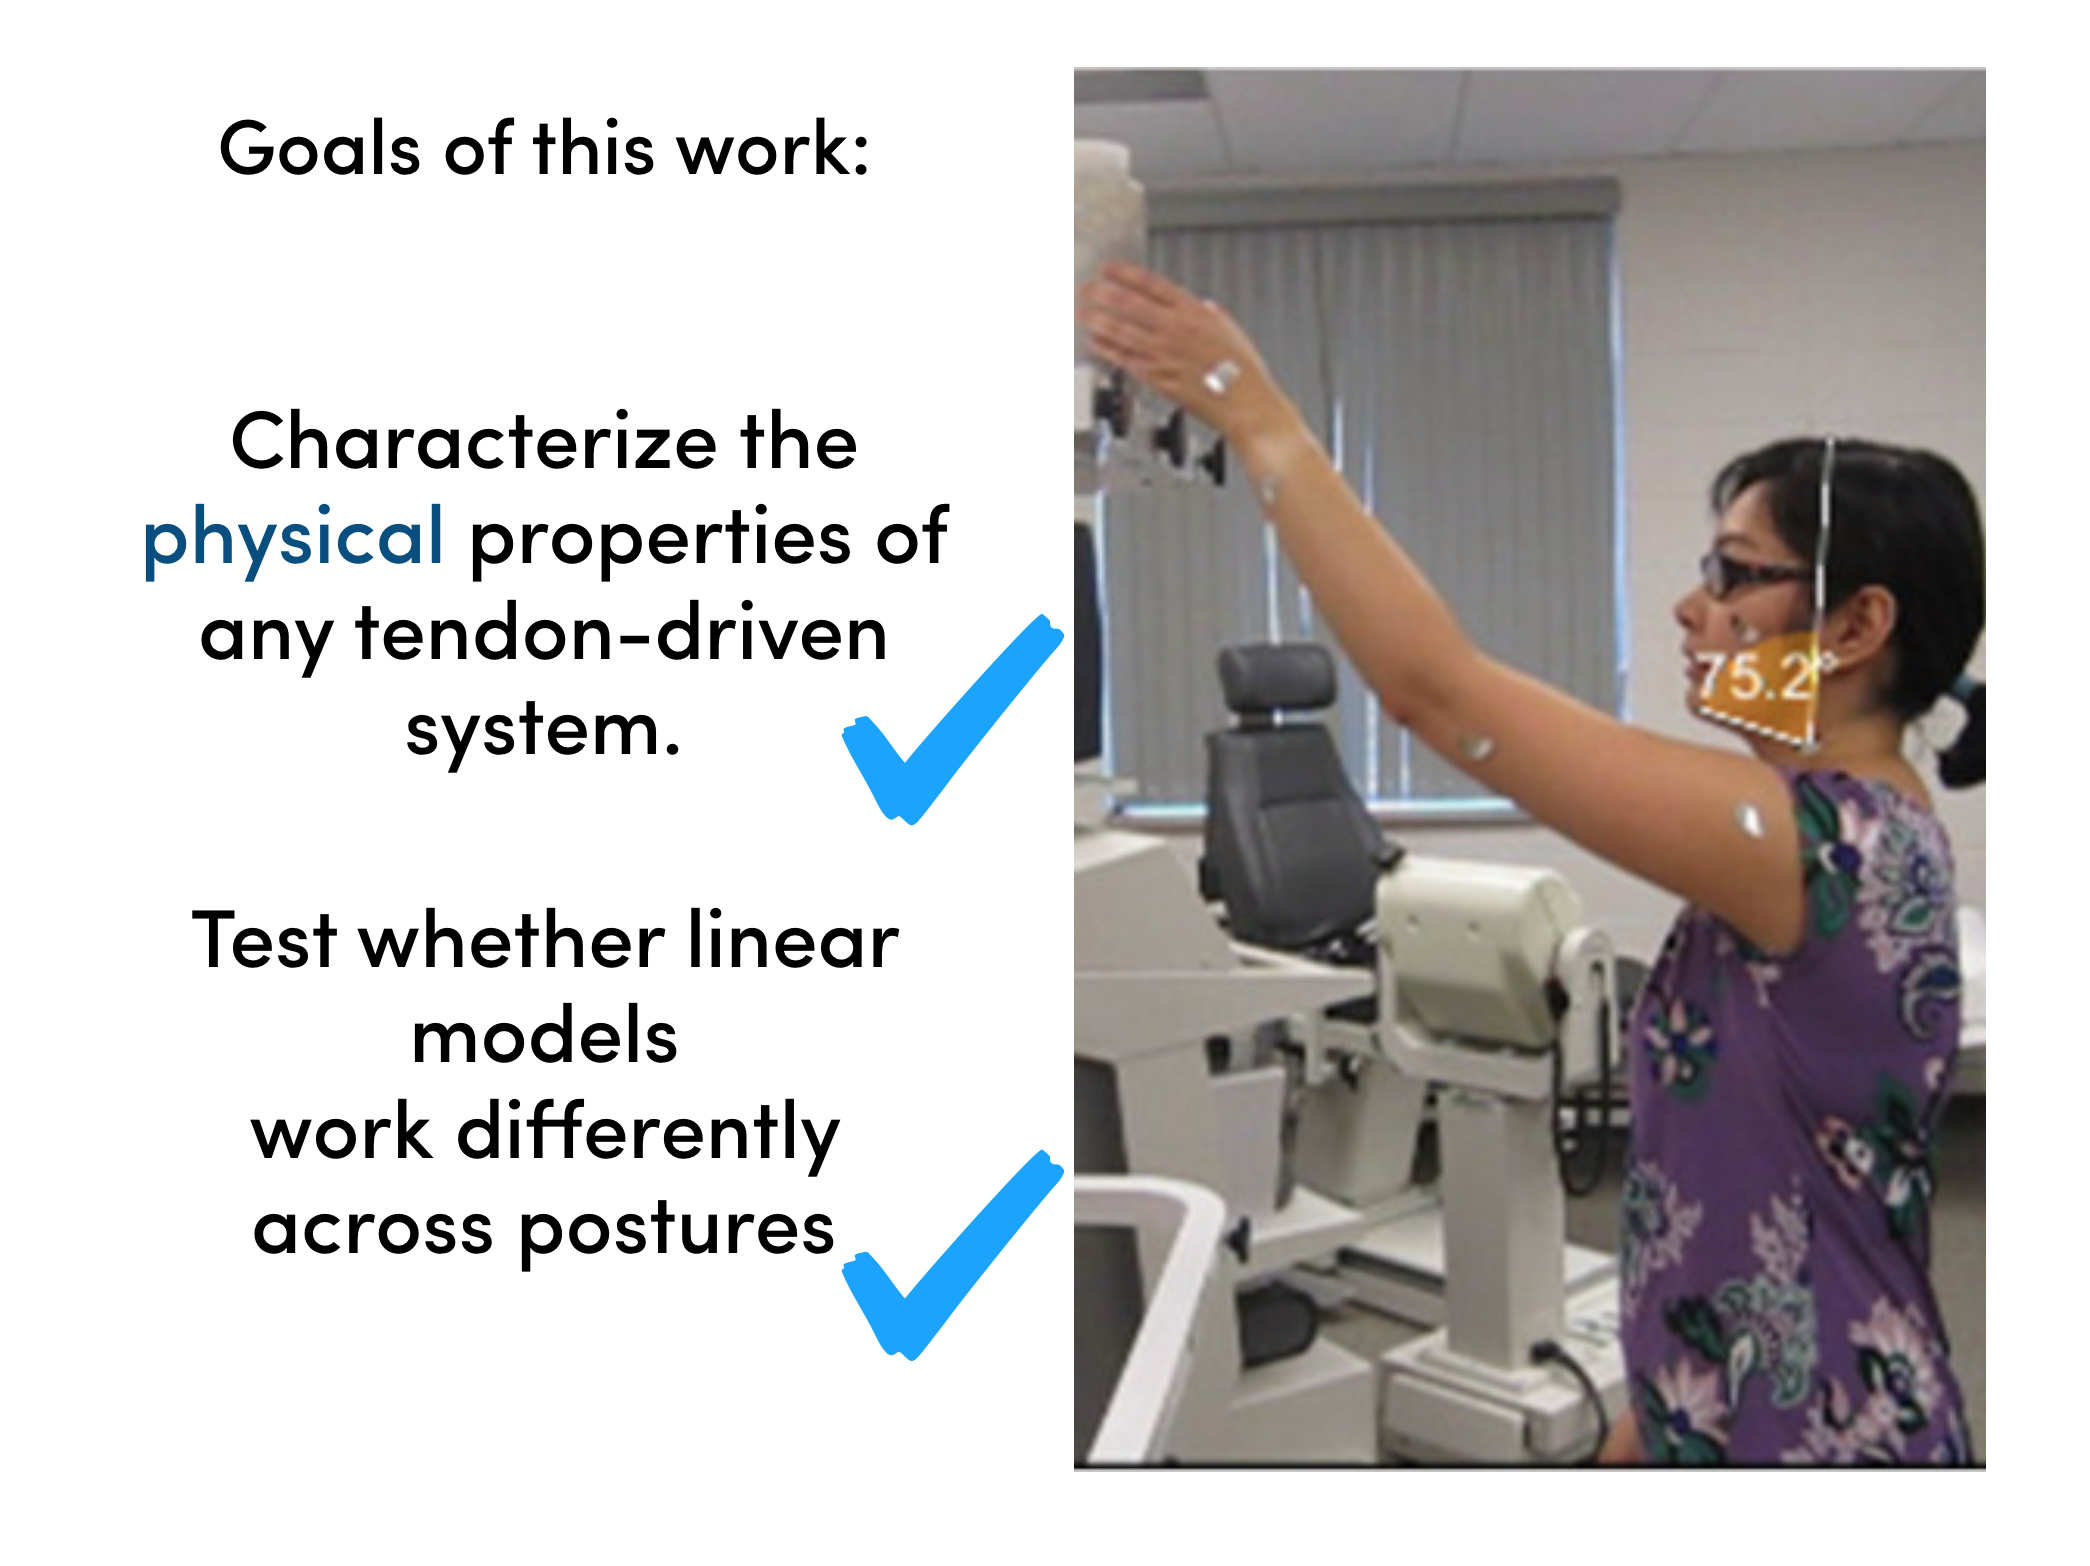 Goals of this work:
Characterize the
physical properties of
any tendon-driven
system.
Test whether linear
models
work differently
across postures
75.2°